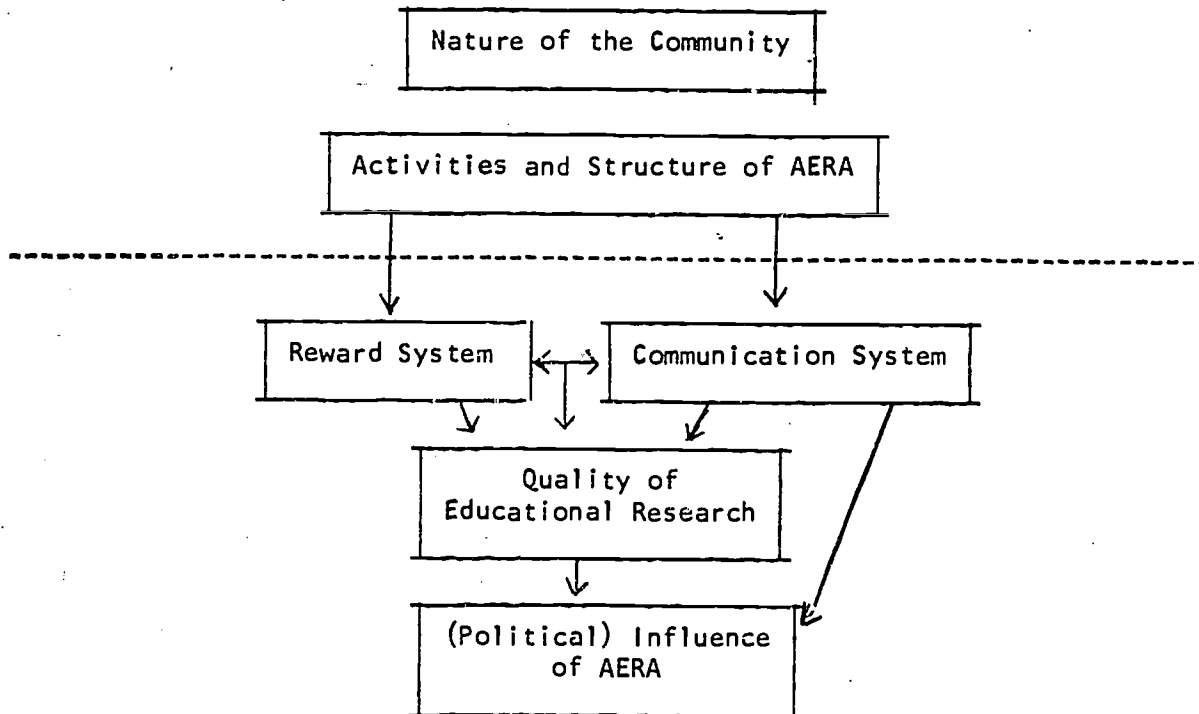 Nature of the Community
Activities and Structure of AERA
Reward System
Communication System
Quality of
Educational Research
(Political) Influence
of AERA